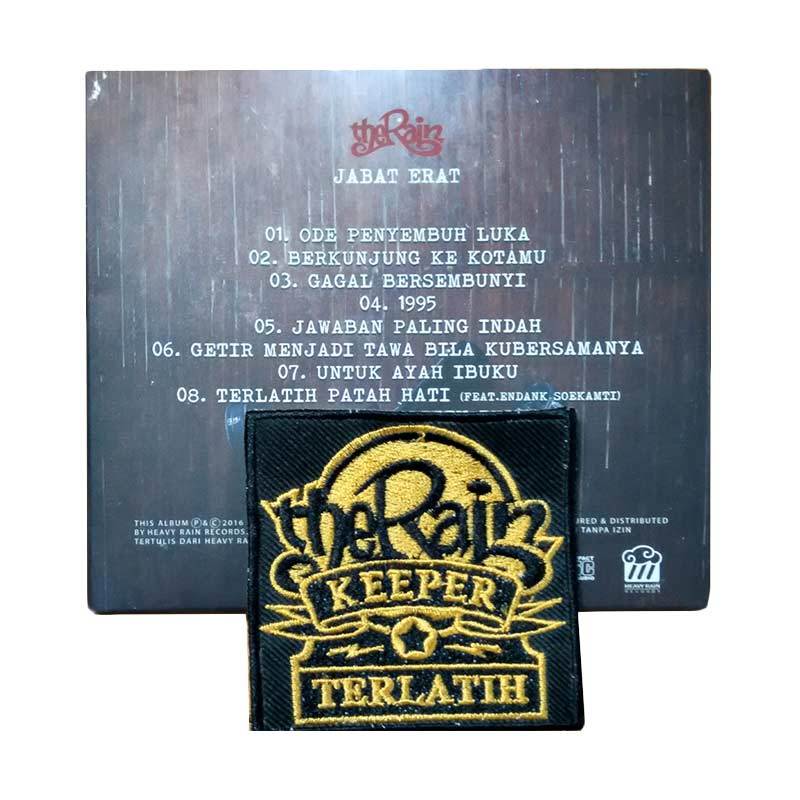 theRain
JABAT ERAT
01. ODE PENYEMBUH LUKA
02. BERKUNJUNG KE KOTAMU
03. GAGAL BERSEMBUNYI
04. 1995
05. JAWABAN PALING INDAH
06. GETIR MENJADI TAWA BILA KUBERSAMANYA
07. UNTUK AYAH IBUKU
08. TERLATIH PATAH HATI (FEAT.ENDANK SOEKAMTI)
THIS ALBUM Ⓟ & © 2016
BY HEAVY RAIN RECORDS,
TERTULIS DARI HEAVY
& DISTRIBUTED
TANPA IZIN
HEAVY RAIN
RECORDS
theRain
KEEPER
TERLATIH